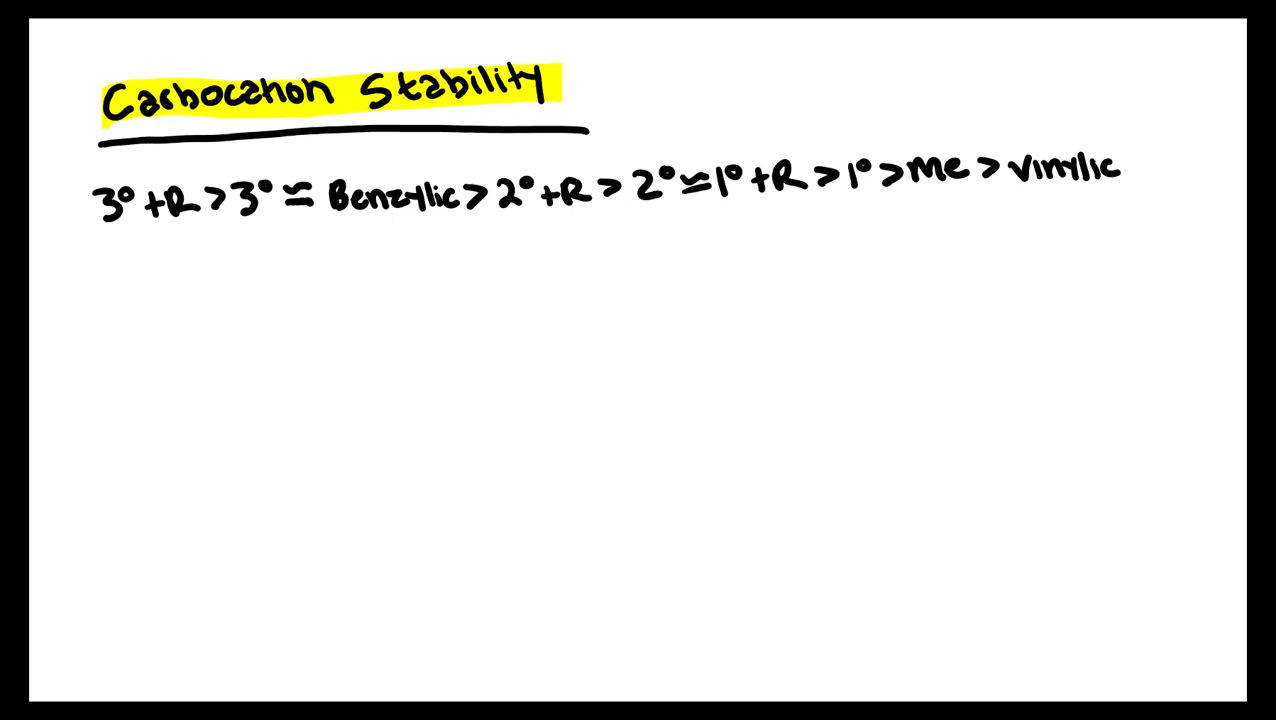 Carbocation Stability
3° +R > 3° ≃ Benzylic > 2° +R > 2° ≃ 1° +R > 1° > Me > Vinylic